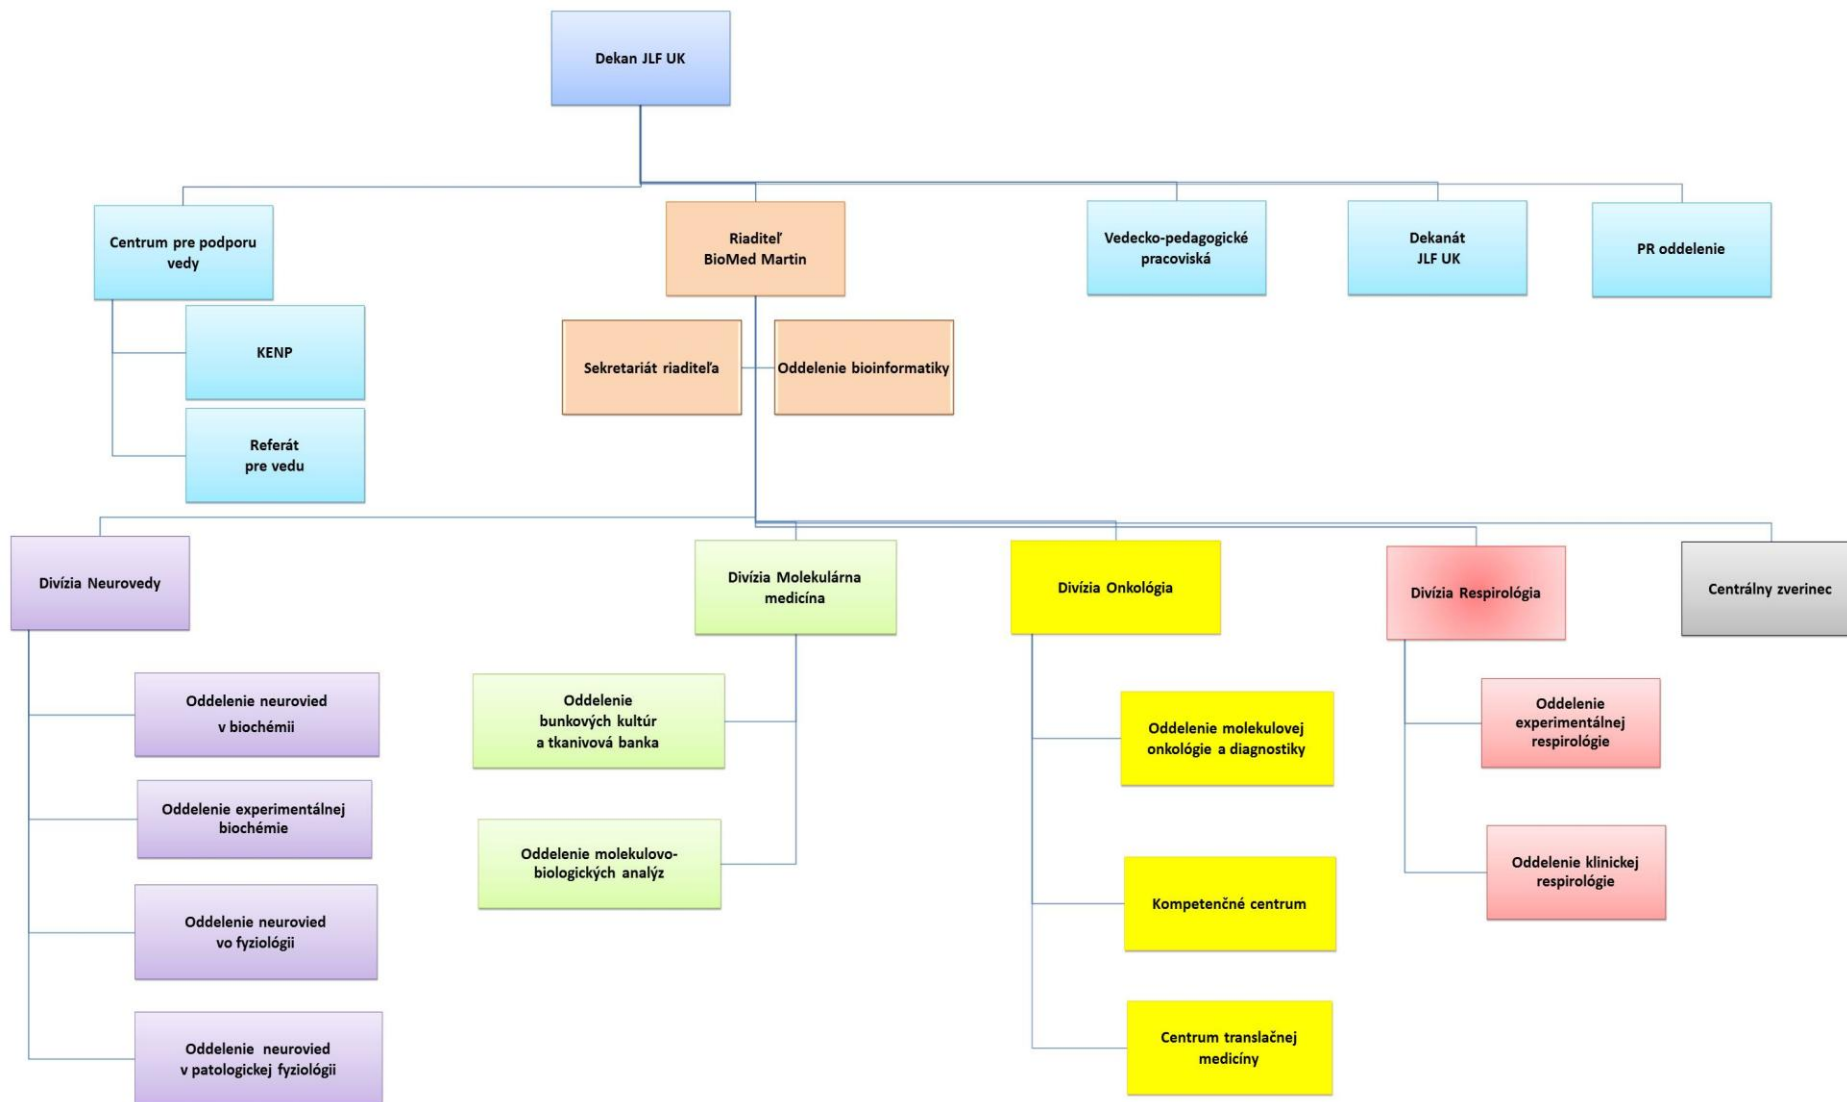 Dekan JLF UK
Centrum pre podporu
vedy
Riaditeľ
BioMed Martin
Vedecko-pedagogické
pracoviská
Dekanát
JLF UK
PR oddelenie
KENP
Referát
pre vedu
Sekretariát riaditeľa
Oddelenie bioinformatiky
Divízia Neurovedy
Divízia Molekulárna
medicína
Divízia Onkológia
Divízia Respirológia
Centrálny zverinec
Oddelenie neurovied
v biochémii
Oddelenie experimentálnej
biochémie
Oddelenie neurovied
vo fyziológii
Oddelenie neurovied
v patologickej fyziológii
Oddelenie
bunkových kultúr
a tkanivová banka
Oddelenie molekulovo-
biologických analýz
Oddelenie molekulovej
onkológie a diagnostiky
Kompetenčné centrum
Centrum translačnej
medicíny
Oddelenie
experimentálnej
respirológie
Oddelenie klinickej
respirológie